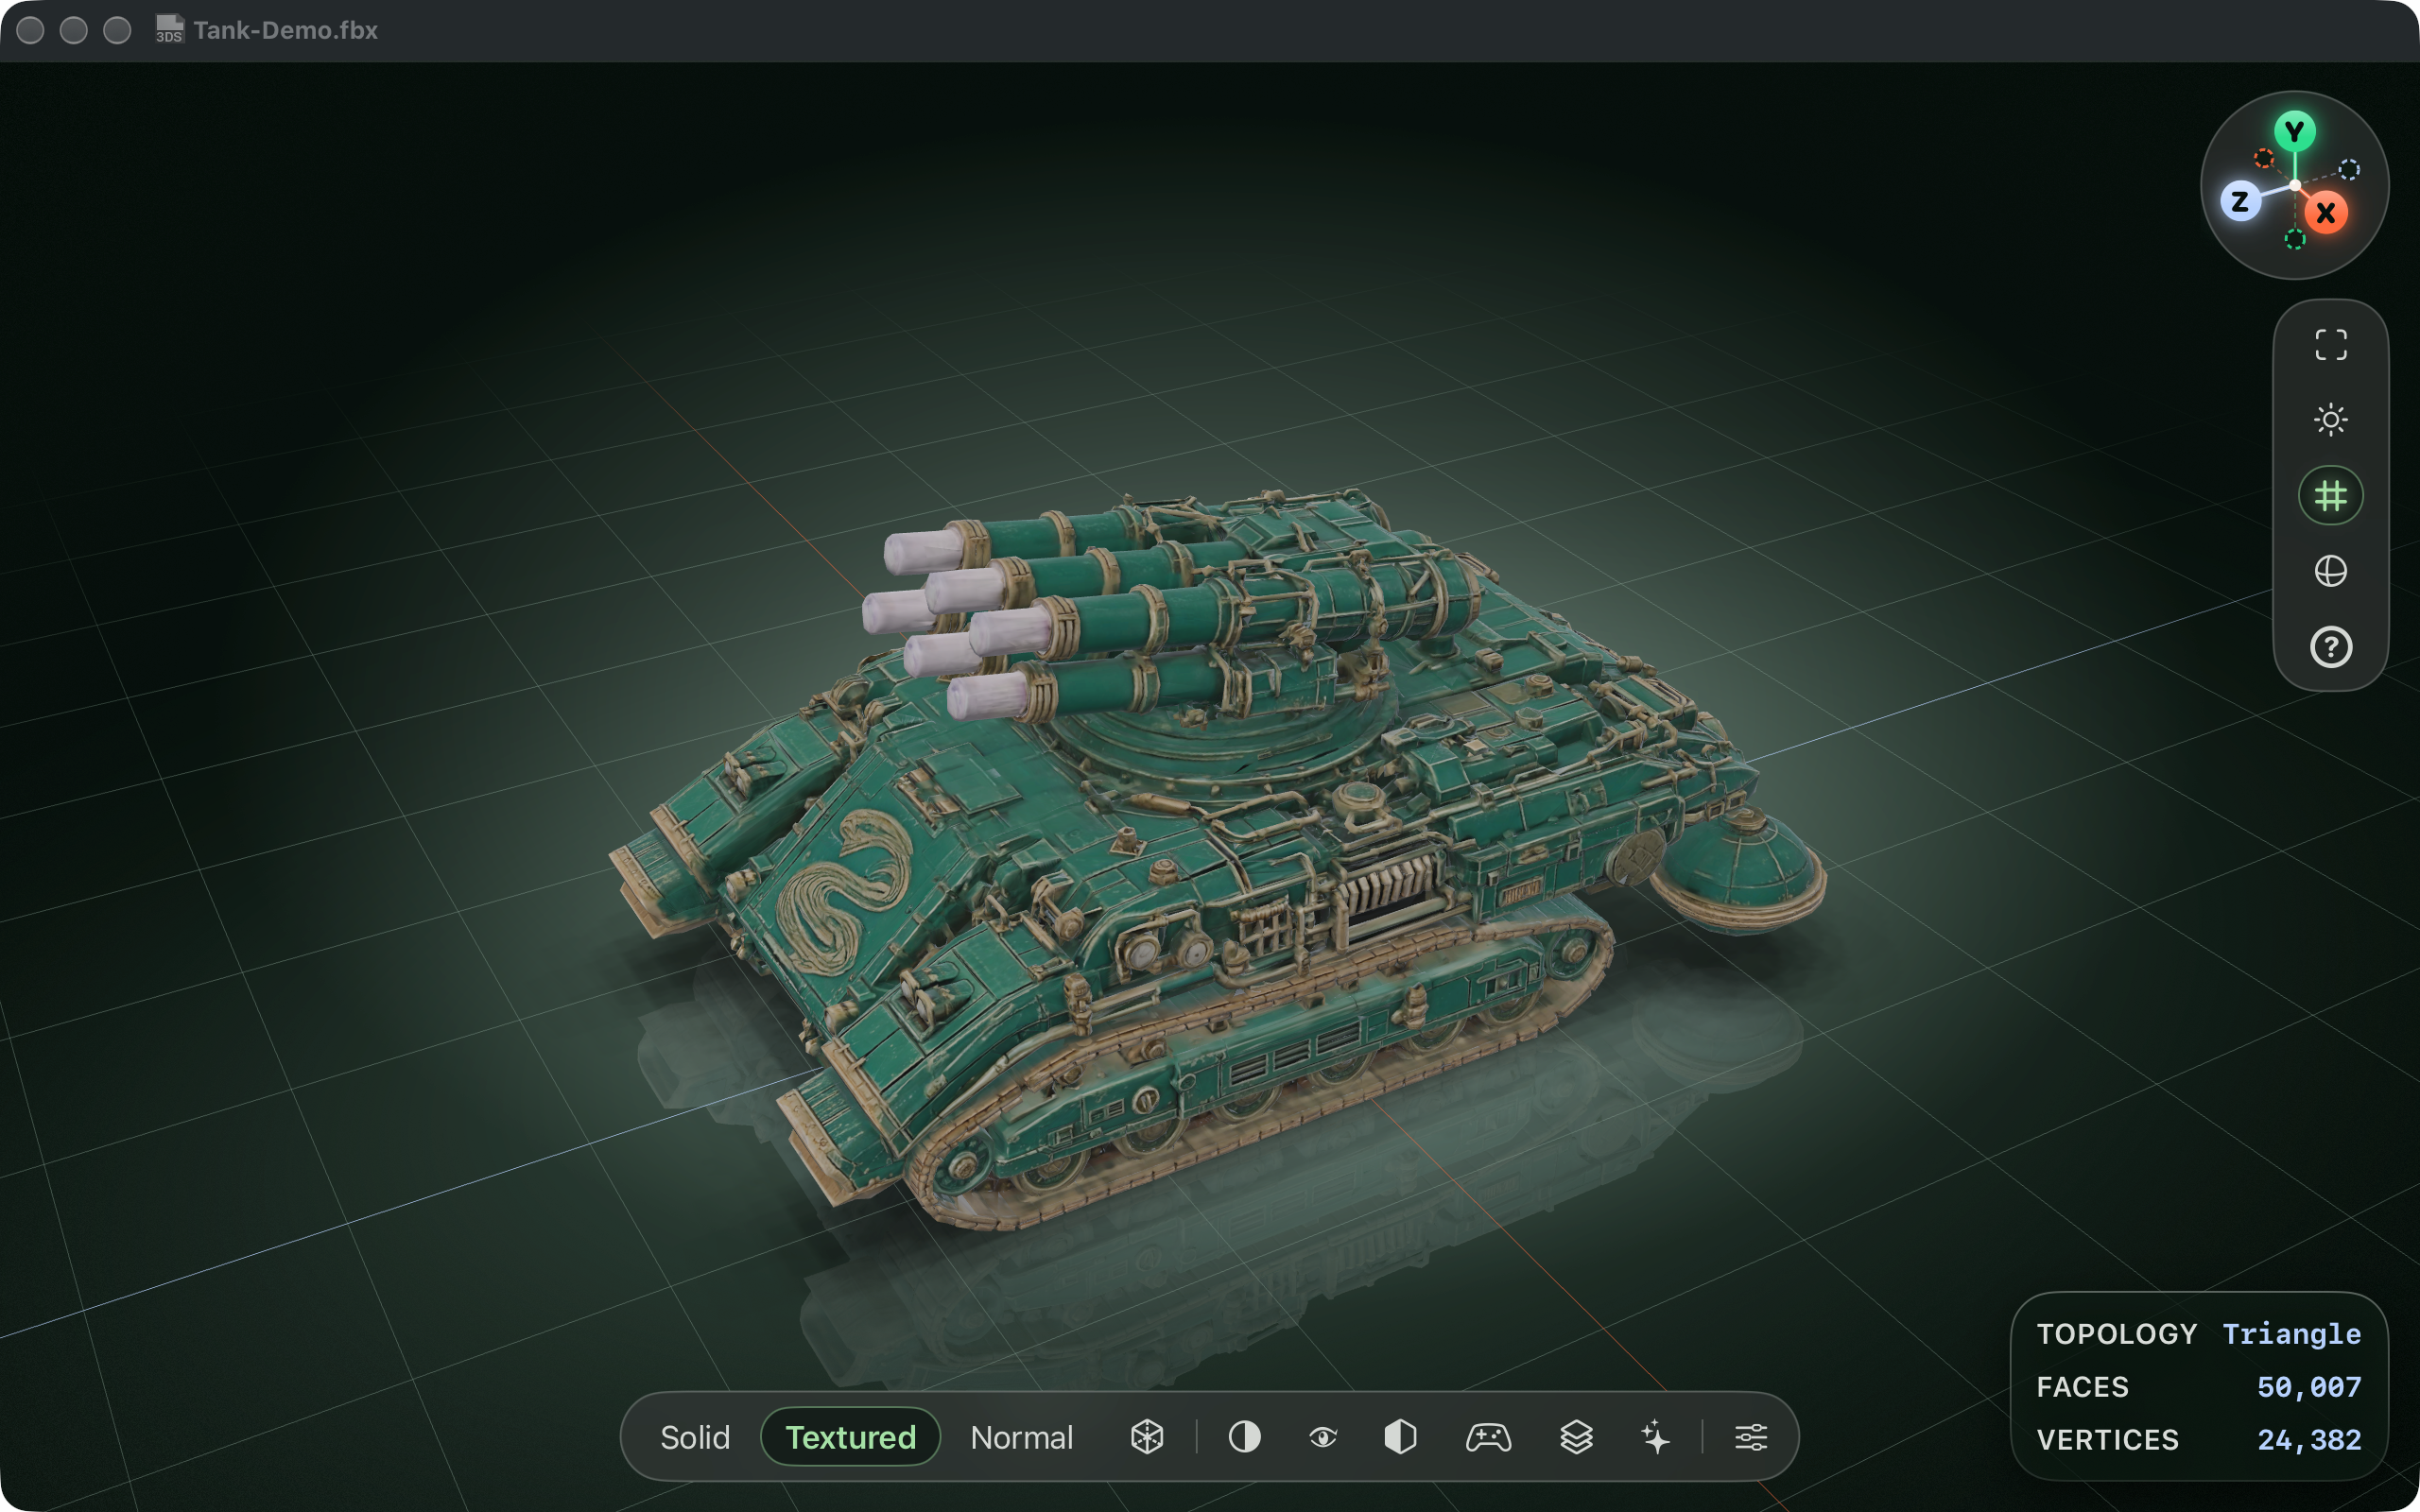 3DS Tank-Demo.fbx
Y
Z
X
?
TOPOLOGY Triangle
FACES 50,007
VERTICES 24,382
Solid Textured Normal